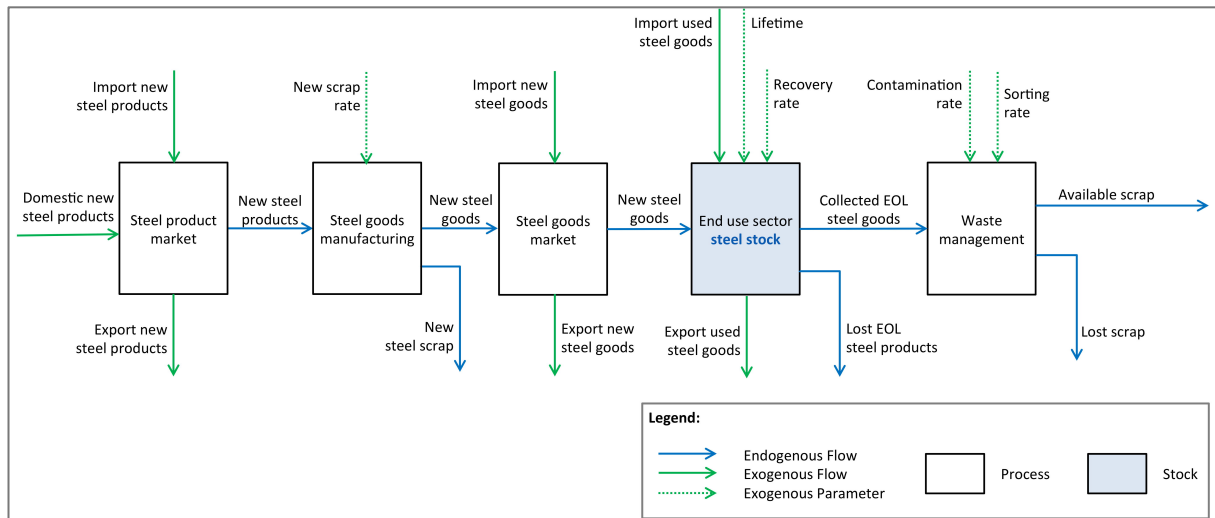 Import used
steel goods
Lifetime
Import new
steel products
New scrap
rate
Import new
steel goods
Recovery
rate
Contamination
rate
Sorting
rate
Domestic new
steel products
Steel product
market
New steel
products
Steel goods
manufacturing
New steel
goods
Steel goods
market
New steel
goods
End use sector
steel stock
Collected EOL
steel goods
Waste
management
Available scrap
Export new
steel products
New
steel scrap
Export new
steel goods
Export used
steel goods
Lost EOL
steel products
Lost scrap
Legend:
Endogenous Flow
Exogenous Flow
Exogenous Parameter
Process
Stock